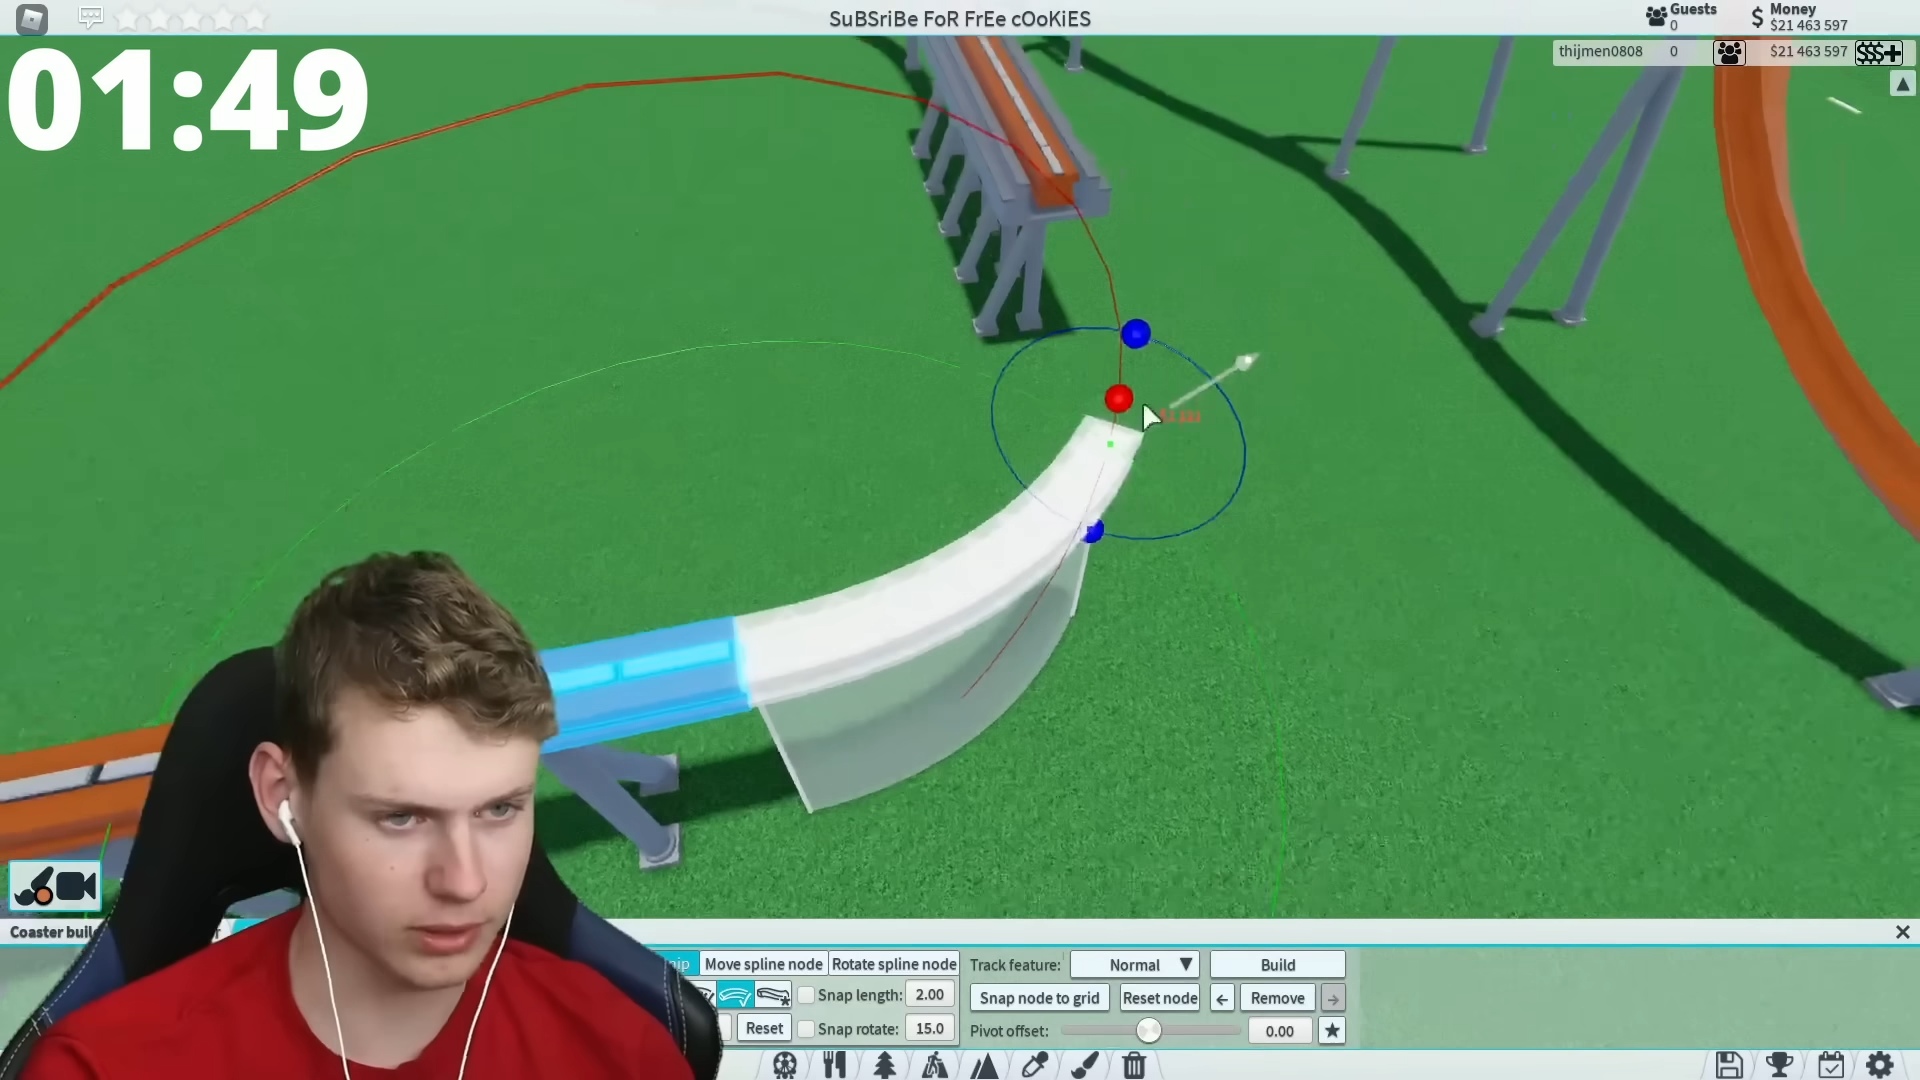 SuBSriBe FoR FrEe cOoKiES
Guests
0
Money
$21 463 597
thijmen0808 0 $21 463 597 $$$+
01:49
Coaster buil
Move spline node
Rotate spline node
Track feature:
Normal
Build
Snap length: 2.00
Snap node to grid
Reset node
Remove
Reset
Snap rotate: 15.0
Pivot offset: 0.00